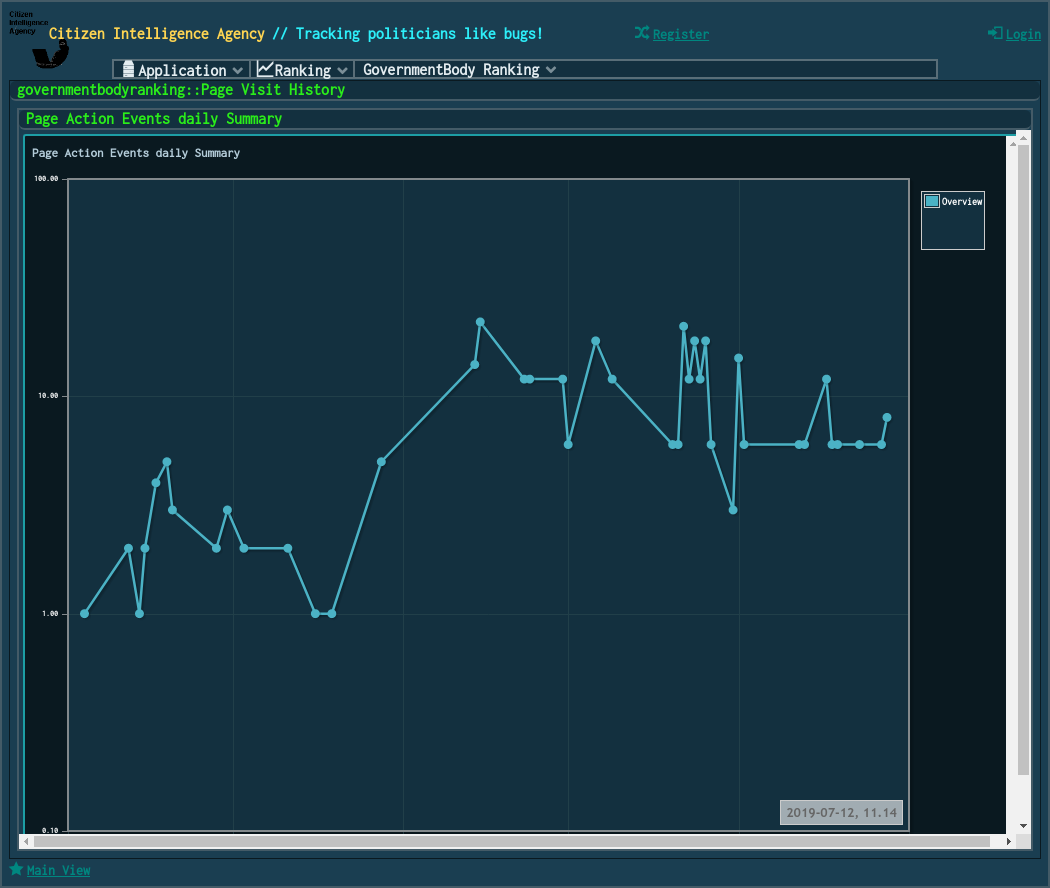 Citizen
Intelligence
Agency
Citizen Intelligence Agency // Tracking politicians like bugs!
Register
Login
Application
Ranking
GovernmentBody Ranking
governmentbodyranking::Page Visit History
Page Action Events daily Summary
Page Action Events daily Summary
100.00
Overview
10.00
1.00
0.10
2019-07-12, 11.14
Main View